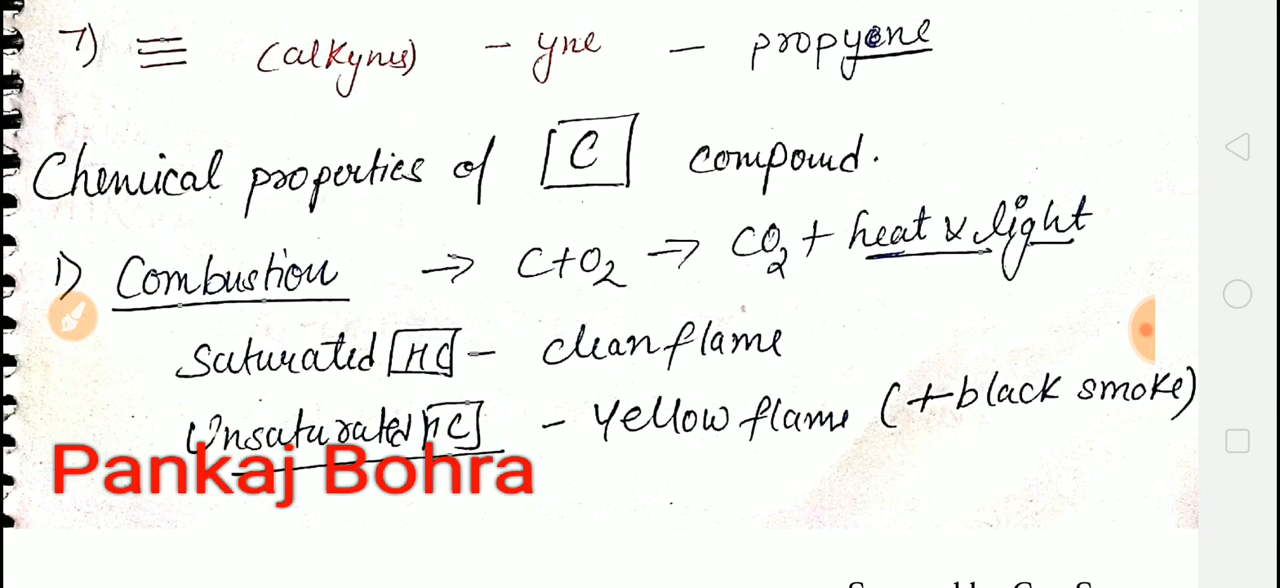 7) ≡ (alkynes) - yne - propyene
Chemical properties of [C] compound.
1) Combustion → C+O2 → CO2 + heat & light
Saturated [HC] - clean flame
Unsaturated [HC] - Yellow flame (+black smoke)
Pankaj Bohra